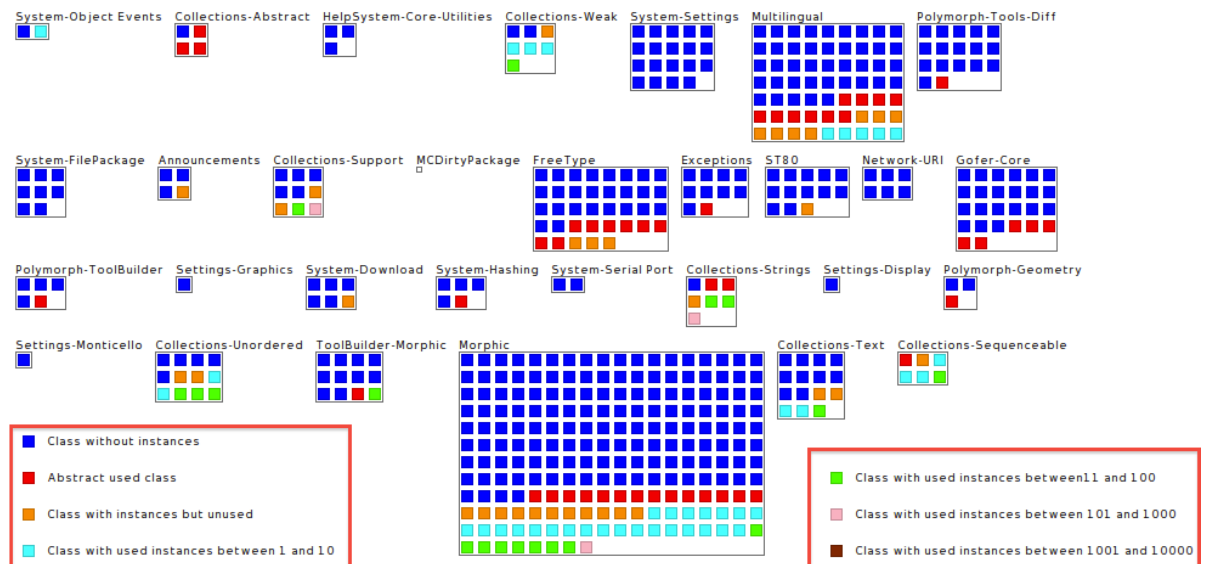 System-Object Events
Collections-Abstract
HelpSystem-Core-Utilities
Collections-Weak
System-Settings
Multilingual
Polymorph-Tools-Diff
System-FilePackage
Announcements
Collections-Support
MCDirtyPackage
FreeType
Exceptions
ST80
Network-URI
Gofer-Core
Polymorph-ToolBuilder
Settings-Graphics
System-Download
System-Hashing
System-Serial Port
Collections-Strings
Settings-Display
Polymorph-Geometry
Settings-Monticello
Collections-Unordered
ToolBuilder-Morphic
Morphic
Collections-Text
Collections-Sequenceable
Class without instances
Abstract used class
Class with instances but unused
Class with used instances between 1 and 10
Class with used instances between11 and 100
Class with used instances between 101 and 1000
Class with used instances between 1001 and 10000